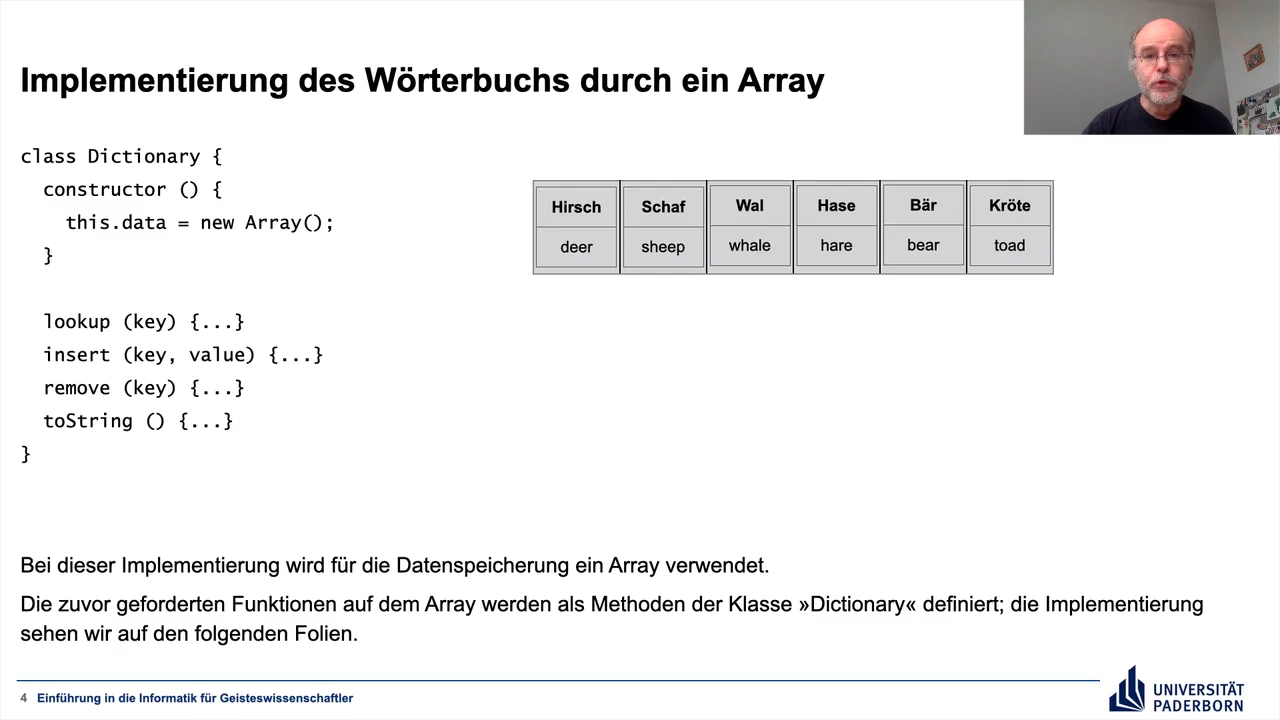 Implementierung des Wörterbuchs durch ein Array
class Dictionary {
constructor () {
this.data = new Array();
}
lookup (key) {...}
insert (key, value) {...}
remove (key) {...}
toString () {...}
}
Hirsch Schaf Wal Hase Bär Kröte
deer sheep whale hare bear toad
Bei dieser Implementierung wird für die Datenspeicherung ein Array verwendet.
Die zuvor geforderten Funktionen auf dem Array werden als Methoden der Klasse »Dictionary« definiert; die Implementierung
sehen wir auf den folgenden Folien.
4 Einführung in die Informatik für Geisteswissenschaftler
UNIVERSITÄT
PADERBORN